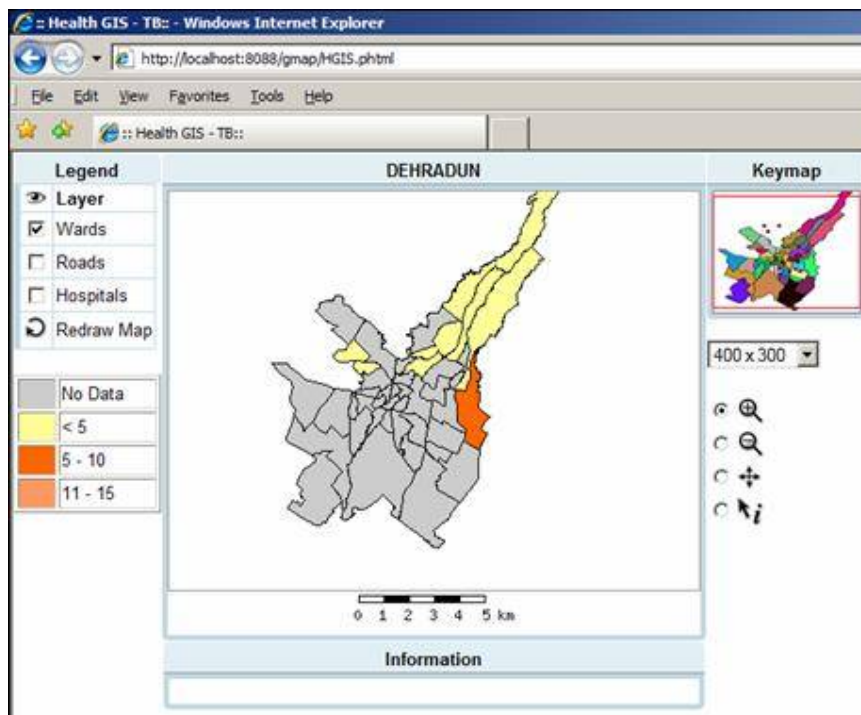 :: Health GIS - TB:: - Windows Internet Explorer
http://localhost:8088/gmap/HGIS.phtml
File Edit View Favorites Tools Help
:: Health GIS - TB::
Legend
Layer
Wards
Roads
Hospitals
Redraw Map
No Data
< 5
5 - 10
11 - 15
DEHRADUN
0 1 2 3 4 5 km
Information
Keymap
400 x 300